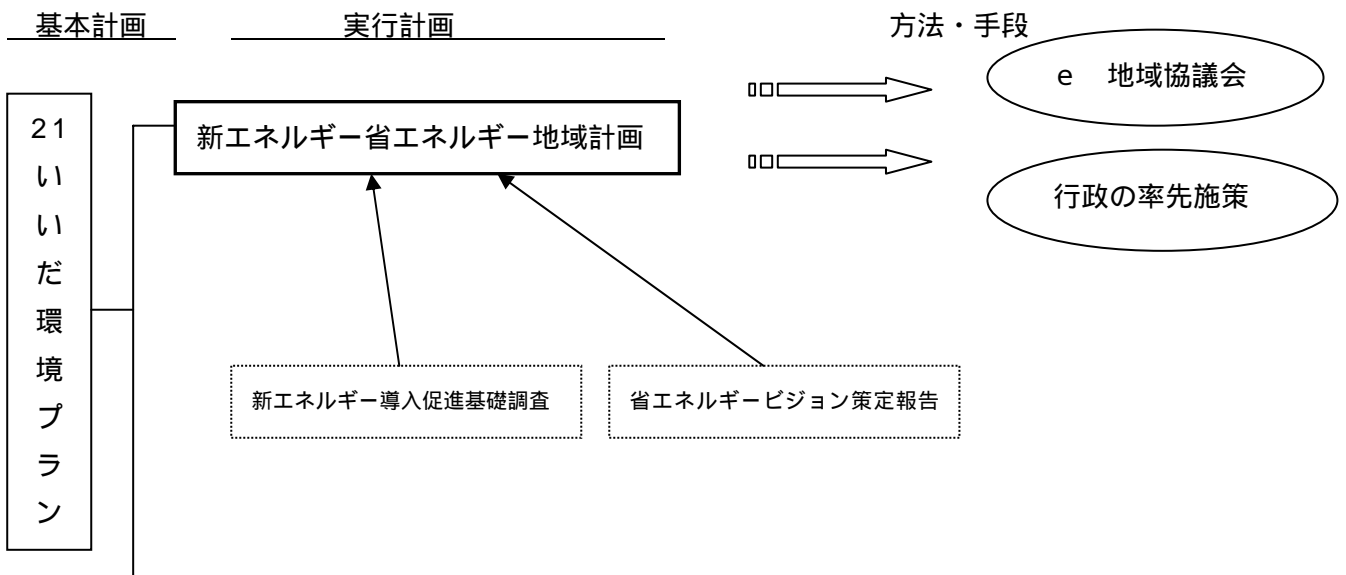 基本計画 実行計画 方法・手段
e 地域協議会
21いいだ環境プラン
新エネルギー省エネルギー地域計画
行政の率先施策
新エネルギー導入促進基礎調査
省エネルギービジョン策定報告